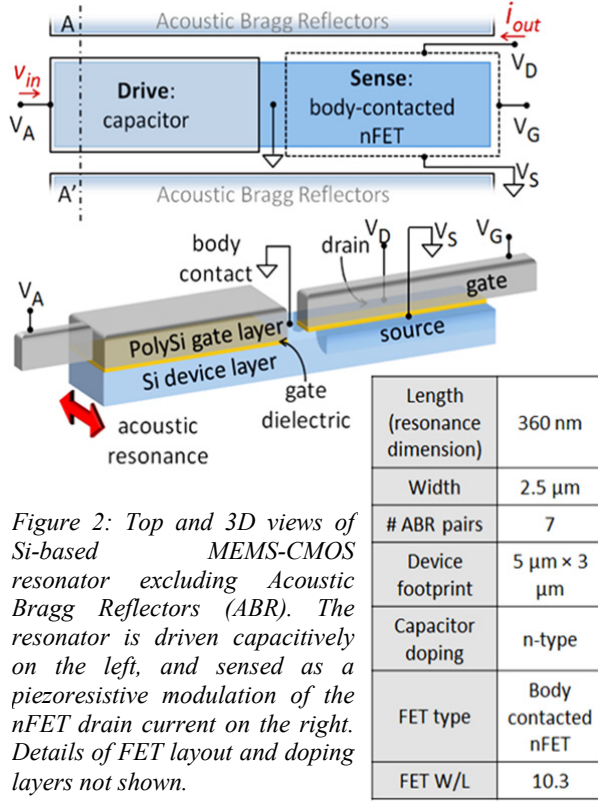 A
Acoustic Bragg Reflectors
i_out
v_in
V_A
Drive:
capacitor
Sense:
body-contacted
nFET
V_D
V_G
V_S
A'
Acoustic Bragg Reflectors
body
contact
drain
V_D
V_S
V_G
V_A
gate
PolySi gate layer
source
Si device layer
gate
dielectric
acoustic
resonance
Length
(resonance
dimension)
360 nm
Width
2.5 μm
# ABR pairs
7
Device
footprint
5 μm × 3
μm
Capacitor
doping
n-type
FET type
Body
contacted
nFET
FET W/L
10.3
Figure 2: Top and 3D views of
Si-based MEMS-CMOS
resonator excluding Acoustic
Bragg Reflectors (ABR). The
resonator is driven capacitively
on the left, and sensed as a
piezoresistive modulation of the
nFET drain current on the right.
Details of FET layout and doping
layers not shown.